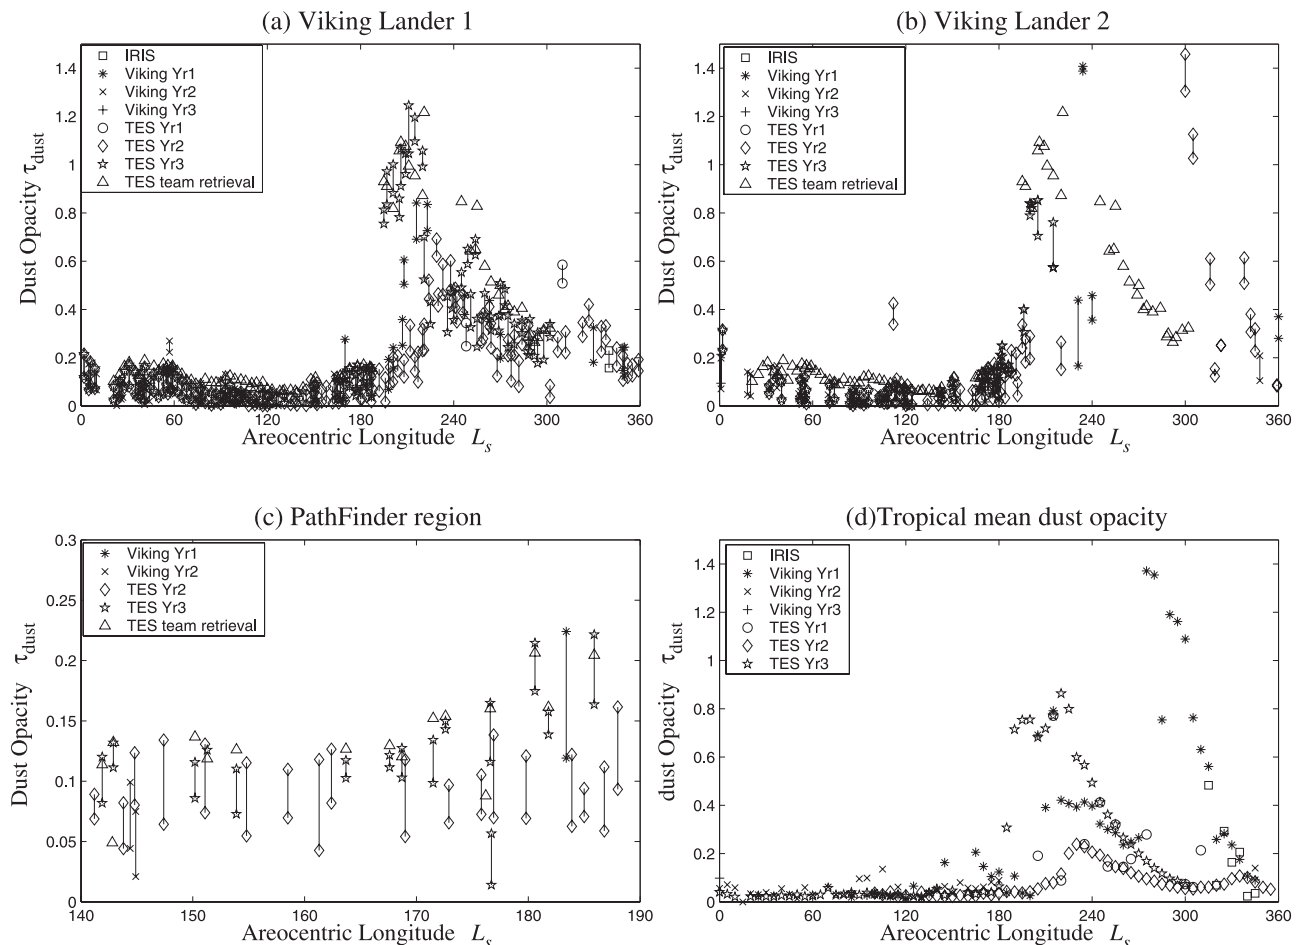 (a) Viking Lander 1
Dust Opacity τdust
1.4
1.2
1
0.8
0.6
0.4
0.2
0
IRIS
Viking Yr1
Viking Yr2
Viking Yr3
TES Yr1
TES Yr2
TES Yr3
TES team retrieval
0 60 120 180 240 300 360
Areocentric Longitude Ls
(b) Viking Lander 2
Dust Opacity τdust
1.4
1.2
1
0.8
0.6
0.4
0.2
0
IRIS
Viking Yr1
Viking Yr2
Viking Yr3
TES Yr1
TES Yr2
TES Yr3
TES team retrieval
0 60 120 180 240 300 360
Areocentric Longitude Ls
(c) PathFinder region
Dust Opacity τdust
0.3
0.25
0.2
0.15
0.1
0.05
0
Viking Yr1
Viking Yr2
TES Yr2
TES Yr3
TES team retrieval
140 150 160 170 180 190
Areocentric Longitude Ls
(d)Tropical mean dust opacity
dust Opacity τdust
1.4
1.2
1
0.8
0.6
0.4
0.2
0
IRIS
Viking Yr1
Viking Yr2
Viking Yr3
TES Yr1
TES Yr2
TES Yr3
0 60 120 180 240 300 360
Areocentric Longitude Ls